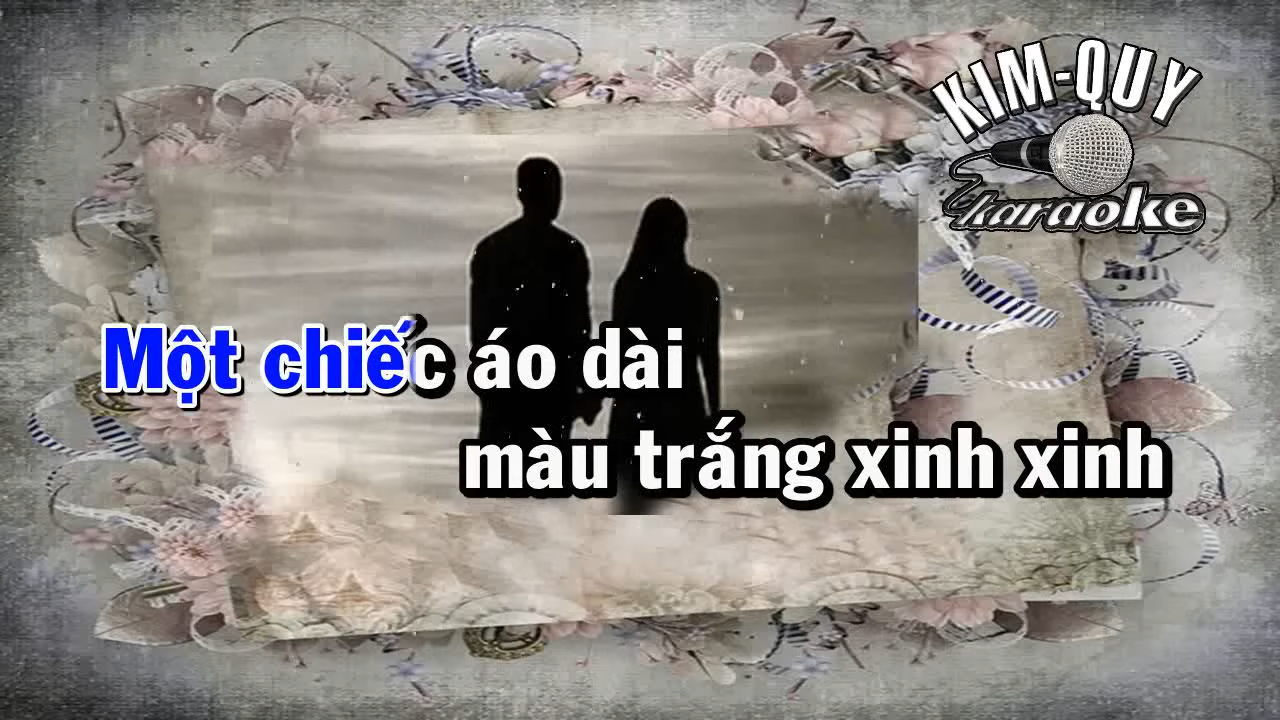 KIM-QUY
karaoke
Một chiếc áo dài
màu trắng xinh xinh